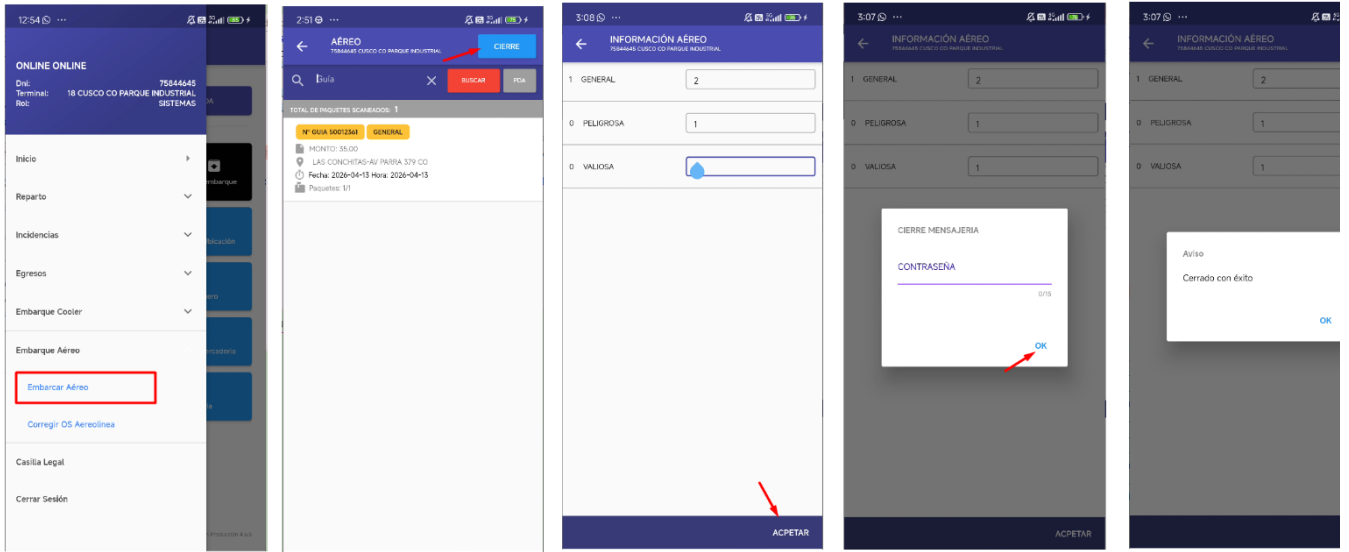 12:54
ONLINE ONLINE
Dni: 75844645
Terminal: 18 CUSCO CO PARQUE INDUSTRIAL
Rol: SISTEMAS
Inicio
Reparto
Incidencias
Egresos
Embarque Cooler
Embarque Aéreo
Embarcar Aéreo
Corregir OS Aereolinea
Casilla Legal
Cerrar Sesión
2:51
AÉREO
75844645 CUSCO CO PARQUE INDUSTRIAL
CIERRE
Guía
BUSCAR
PDA
TOTAL DE PAQUETES SCANEADOS: 1
N° GUIA S0012361 GENERAL
MONTO: 35.00
LAS CONCHITAS-AV PARRA 379 CO
Fecha: 2026-04-13 Hora: 2026-04-13
Paquetes: 1/1
3:08
INFORMACIÓN AÉREO
75844645 CUSCO CO PARQUE INDUSTRIAL
1 GENERAL 2
0 PELIGROSA 1
0 VALIOSA
ACPETAR
3:07
INFORMACIÓN AÉREO
75844645 CUSCO CO PARQUE INDUSTRIAL
1 GENERAL 2
0 PELIGROSA 1
0 VALIOSA 1
CIERRE MENSAJERIA
CONTRASEÑA
0/15
OK
ACPETAR
3:07
INFORMACIÓN AÉREO
75844645 CUSCO CO PARQUE INDUSTRIAL
1 GENERAL 2
0 PELIGROSA 1
0 VALIOSA 1
Aviso
Cerrado con éxito
OK